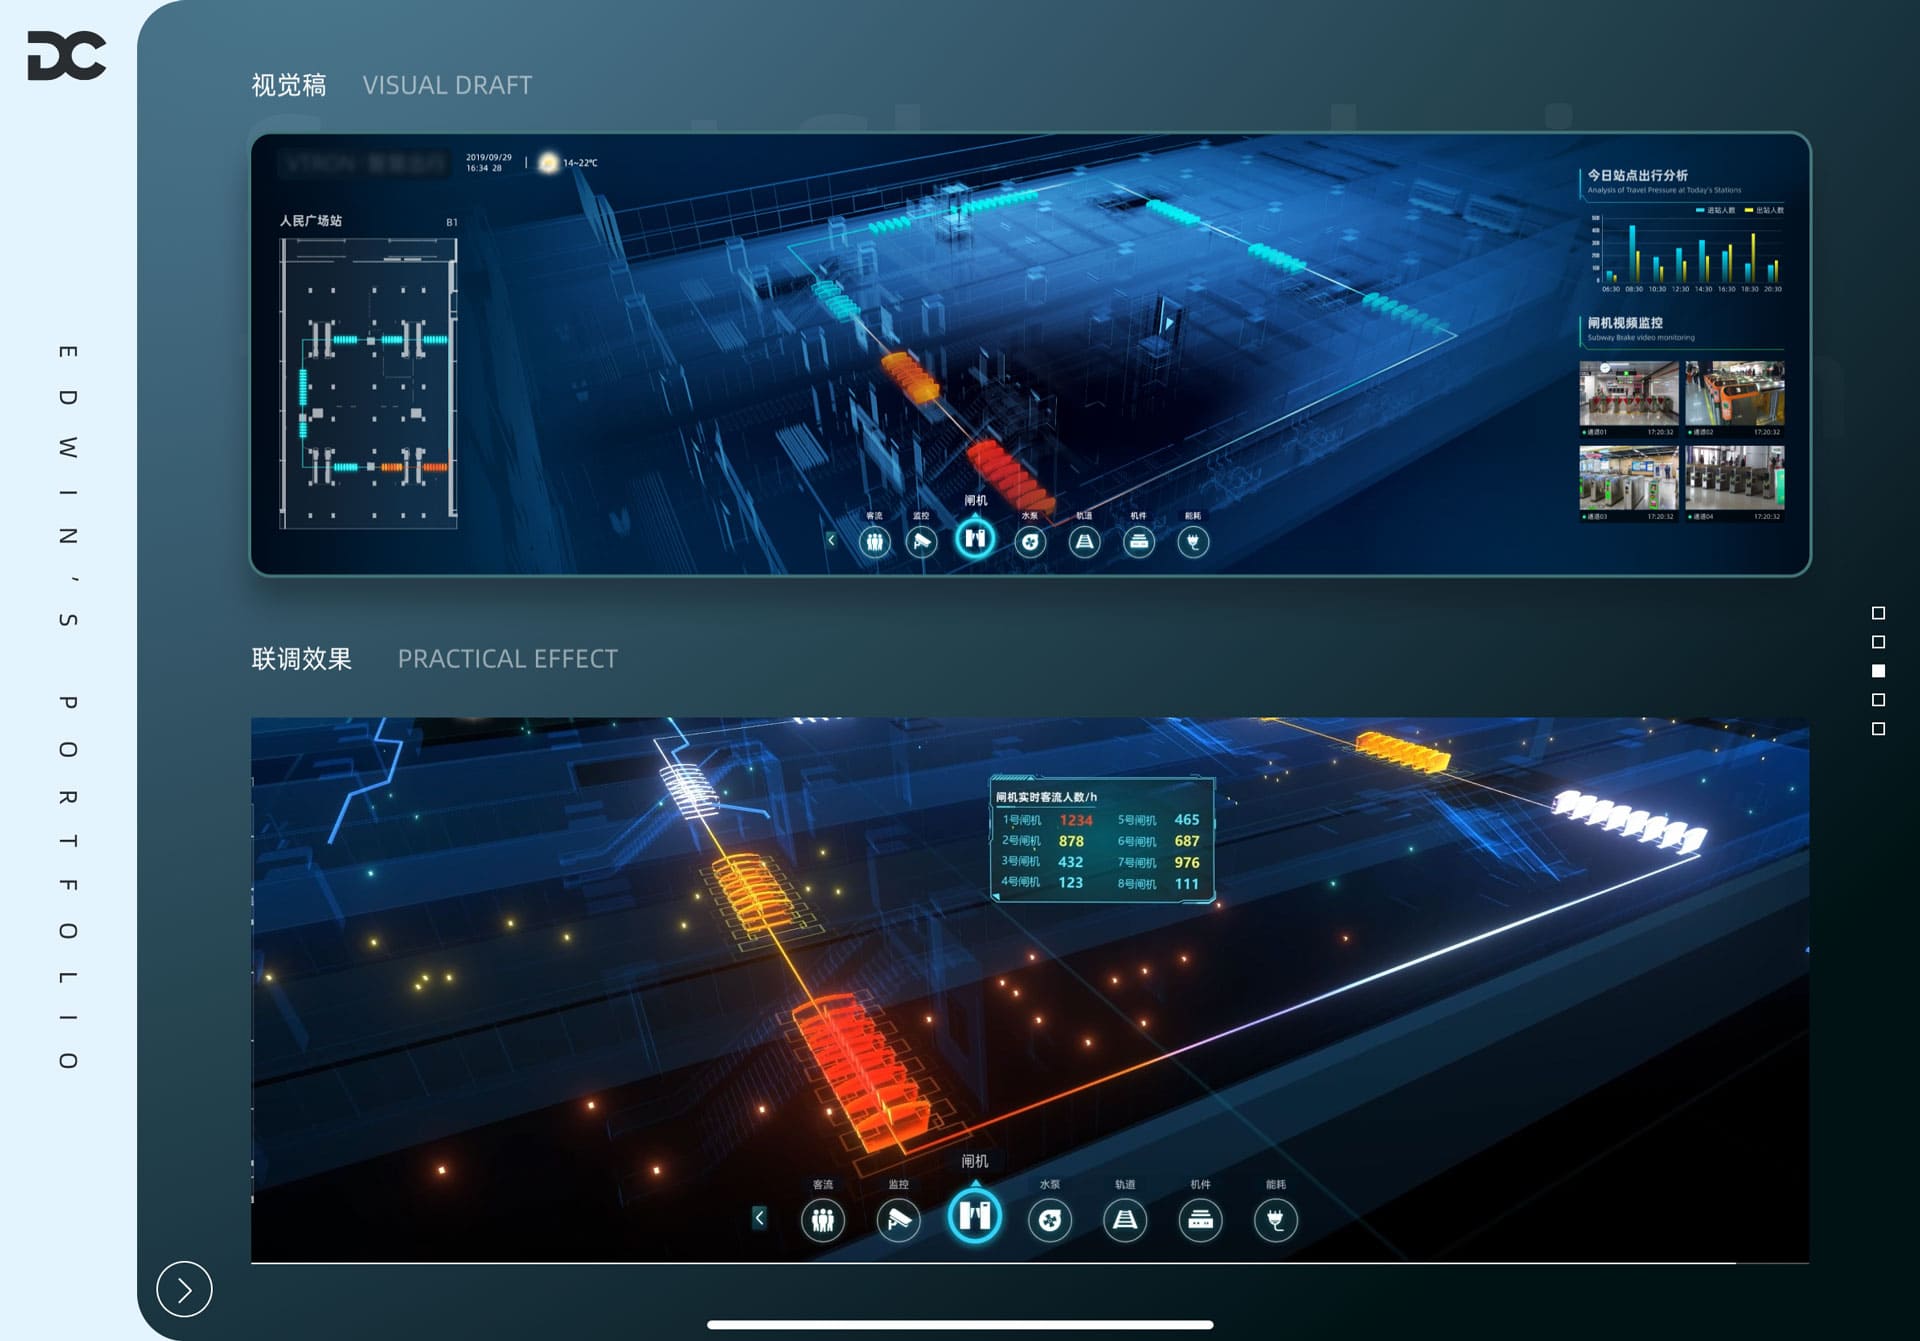 DC
EDWIN'S PORTFOLIO
视觉稿 VISUAL DRAFT
2019/09/29
16:34 28
14~22℃
人民广场站 B1
今日站点出行分析
Analysis of Travel Pressure at Today's Stations
进站人数 出站人数
500
400
300
200
100
0
06:30 08:30 10:30 12:30 14:30 16:30 18:30 20:30
闸机视频监控
Subway Brake video monitoring
通道01 17:20:32
通道02 17:20:32
通道03 17:20:32
通道04 17:20:32
客流 监控 闸机 水泵 轨道 机件 能耗
联调效果 PRACTICAL EFFECT
闸机实时客流人数/h
1号闸机 1234 5号闸机 465
2号闸机 878 6号闸机 687
3号闸机 432 7号闸机 976
4号闸机 123 8号闸机 111
客流 监控 闸机 水泵 轨道 机件 能耗